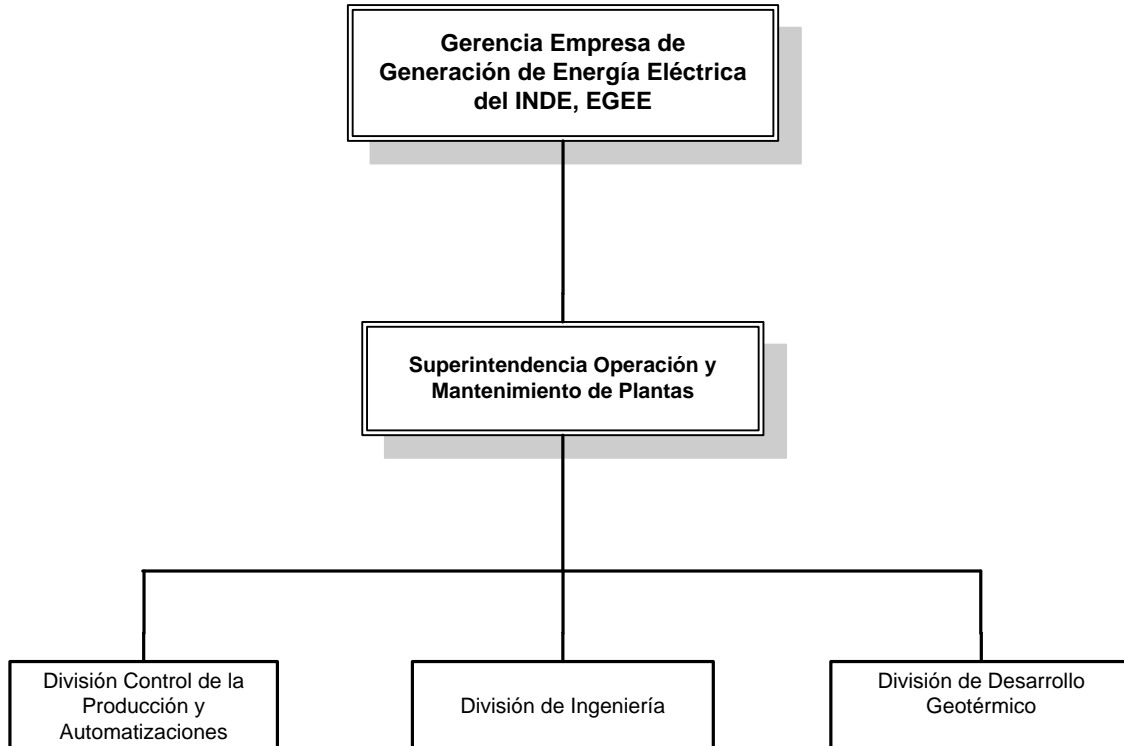 Gerencia Empresa de
Generación de Energía Eléctrica
del INDE, EGEE
Superintendencia Operación y
Mantenimiento de Plantas
División Control de la
Producción y
Automatizaciones
División de Ingeniería
División de Desarrollo
Geotérmico